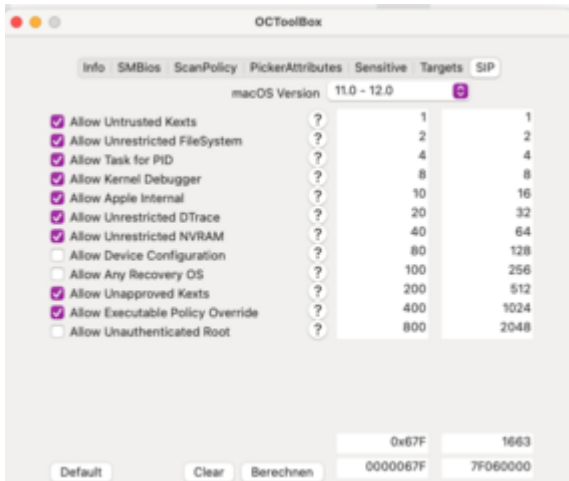 OCToolBox
Info SMBios ScanPolicy PickerAttributes Sensitive Targets SIP
macOS Version 11.0 - 12.0
Allow Untrusted Kexts ? 1 1
Allow Unrestricted FileSystem ? 2 2
Allow Task for PID ? 4 4
Allow Kernel Debugger ? 8 8
Allow Apple Internal ? 10 16
Allow Unrestricted DTrace ? 20 32
Allow Unrestricted NVRAM ? 40 64
Allow Device Configuration ? 80 128
Allow Any Recovery OS ? 100 256
Allow Unapproved Kexts ? 200 512
Allow Executable Policy Override ? 400 1024
Allow Unauthenticated Root ? 800 2048
0x67F 1663
Default Clear Berechnen 0000067F 7F060000